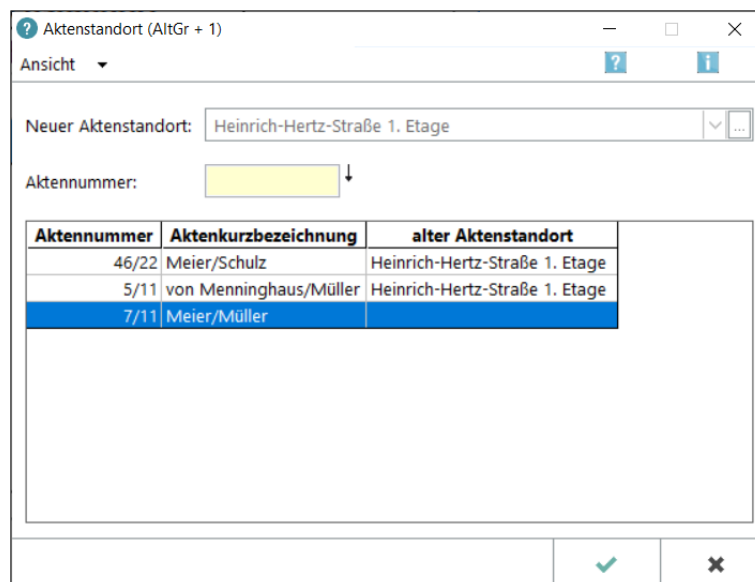 ? Aktenstandort (AltGr + 1)
Ansicht ? i
Neuer Aktenstandort: Heinrich-Hertz-Straße 1. Etage ...
Aktennummer:
Aktennummer Aktenkurzbezeichnung alter Aktenstandort
46/22 Meier/Schulz Heinrich-Hertz-Straße 1. Etage
5/11 von Menninghaus/Müller Heinrich-Hertz-Straße 1. Etage
7/11 Meier/Müller